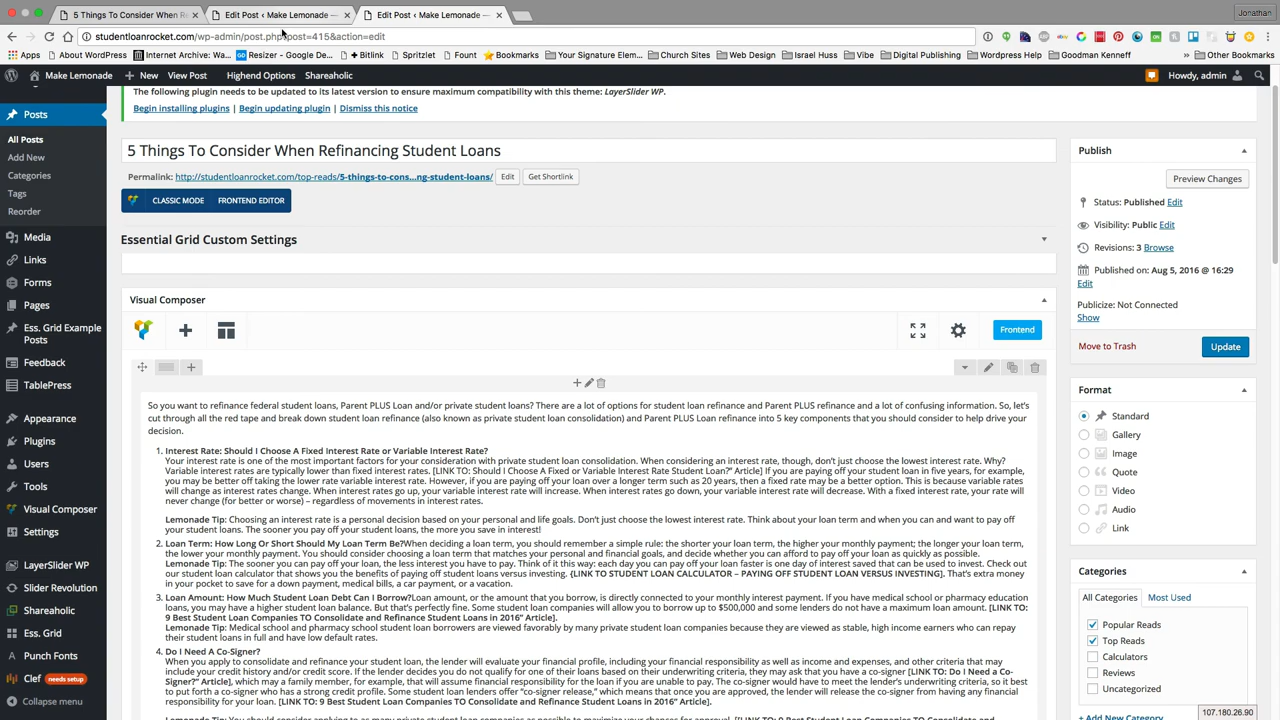 5 Things To Consider When R
Edit Post ‹ Make Lemonade —
Edit Post ‹ Make Lemonade —
Jonathan
studentloanrocket.com/wp-admin/post.php?post=415&action=edit
Apps
About WordPress
Internet Archive: Wa...
Resizer - Google De...
+ Bitlink
Spritzlet
Fount
Bookmarks
Your Signature Elem...
Church Sites
Web Design
Israel Huss
Vibe
Digital Publishing
Wordpress Help
Goodman Kenneff
Other Bookmarks
Make Lemonade
New
View Post
Highend Options
Shareaholic
Howdy, admin
The following plugin needs to be updated to its latest version to ensure maximum compatibility with this theme: LayerSlider WP.
Begin installing plugins | Begin updating plugin | Dismiss this notice
Posts
All Posts
Add New
Categories
Tags
Reorder
Media
Links
Forms
Pages
Ess. Grid Example
Posts
Feedback
TablePress
Appearance
Plugins
Users
Tools
Visual Composer
Settings
LayerSlider WP
Slider Revolution
Shareaholic
Ess. Grid
Punch Fonts
Clef needs setup
Collapse menu
5 Things To Consider When Refinancing Student Loans
Permalink: http://studentloanrocket.com/top-reads/5-things-to-cons...ng-student-loans/ Edit Get Shortlink
CLASSIC MODE FRONTEND EDITOR
Essential Grid Custom Settings
Visual Composer
Frontend
So you want to refinance federal student loans, Parent PLUS Loan and/or private student loans? There are a lot of options for student loan refinance and Parent PLUS refinance and a lot of confusing information. So, let's
cut through all the red tape and break down student loan refinance (also known as private student loan consolidation) and Parent PLUS Loan refinance into 5 key components that you should consider to help drive your
decision.
1. Interest Rate: Should I Choose A Fixed Interest Rate or Variable Interest Rate?
Your interest rate is one of the most important factors for your consideration with private student loan consolidation. When considering an interest rate, though, don't just choose the lowest interest rate. Why?
Variable interest rates are typically lower than fixed interest rates. [LINK TO: Should I Choose A Fixed or Variable Interest Rate Student Loan?" Article] If you are paying off your student loan in five years, for example,
you may be better off taking the lower rate variable interest rate. However, if you are paying off your loan over a longer term such as 20 years, then a fixed rate may be a better option. This is because variable rates
will change as interest rates change. When interest rates go up, your variable interest rate will increase. When interest rates go down, your variable interest rate will decrease. With a fixed interest rate, your rate will
never change (for better or worse) – regardless of movements in interest rates.
Lemonade Tip: Choosing an interest rate is a personal decision based on your personal and life goals. Don't just choose the lowest interest rate. Think about your loan term and when you can and want to pay off
your student loans. The sooner you pay off your student loans, the more you save in interest!
2. Loan Term: How Long Or Short Should My Loan Term Be?When deciding a loan term, you should remember a simple rule: the shorter your loan term, the higher your monthly payment; the longer your loan term,
the lower your monthly payment. You should consider choosing a loan term that matches your personal and financial goals, and decide whether you can afford to pay off your loan as quickly as possible.
Lemonade Tip: The sooner you can pay off your loan, the less interest you have to pay. Think of it this way: each day you can pay off your loan faster is one day of interest saved that can be used to invest. Check out
our student loan calculator that shows you the benefits of paying off student loans versus investing. {LINK TO STUDENT LOAN CALCULATOR – PAYING OFF STUDENT LOAN VERSUS INVESTING]. That's extra money
in your pocket to save for a down payment, medical bills, a car payment, or a vacation.
3. Loan Amount: How Much Student Loan Debt Can I Borrow?Loan amount, or the amount that you borrow, is directly connected to your monthly interest payment. If you have medical school or pharmacy education
loans, you may have a higher student loan balance. But that's perfectly fine. Some student loan companies will allow you to borrow up to $500,000 and some lenders do not have a maximum loan amount. [LINK TO:
9 Best Student Loan Companies TO Consolidate and Refinance Student Loans in 2016" Article].
Lemonade Tip: Medical school and pharmacy school student loan borrowers are viewed favorably by many private student loan companies because they are viewed as stable, high income earners who can repay
their student loans in full and have low default rates.
4. Do I Need A Co-Signer?
When you apply to consolidate and refinance your student loan, the lender will evaluate your financial profile, including your financial responsibility as well as income and expenses, and other criteria that may
include your credit history and/or credit score. If the lender decides you do not qualify for one of their loans based on their underwriting criteria, they may ask that you have a co-signer [LINK TO: Do I Need a Co-
Signer?" Article], which may a family member, for example, that will assume financial responsibility for the loan if you are unable to pay. The co-signer would have to meet the lender's underwriting criteria, so it is best
to put forth a co-signer who has a strong credit profile. Some student loan lenders offer "co-signer release," which means that once you are approved, the lender will release the co-signer from having any financial
responsibility for your loan. [LINK TO: 9 Best Student Loan Companies TO Consolidate and Refinance Student Loans in 2016" Article].
Publish
Preview Changes
Status: Published Edit
Visibility: Public Edit
Revisions: 3 Browse
Published on: Aug 5, 2016 @ 16:29
Edit
Publicize: Not Connected
Show
Move to Trash
Update
Format
Standard
Gallery
Image
Quote
Video
Audio
Link
Categories
All Categories
Most Used
Popular Reads
Top Reads
Calculators
Reviews
Uncategorized
107.180.26.90
+ Add New Category